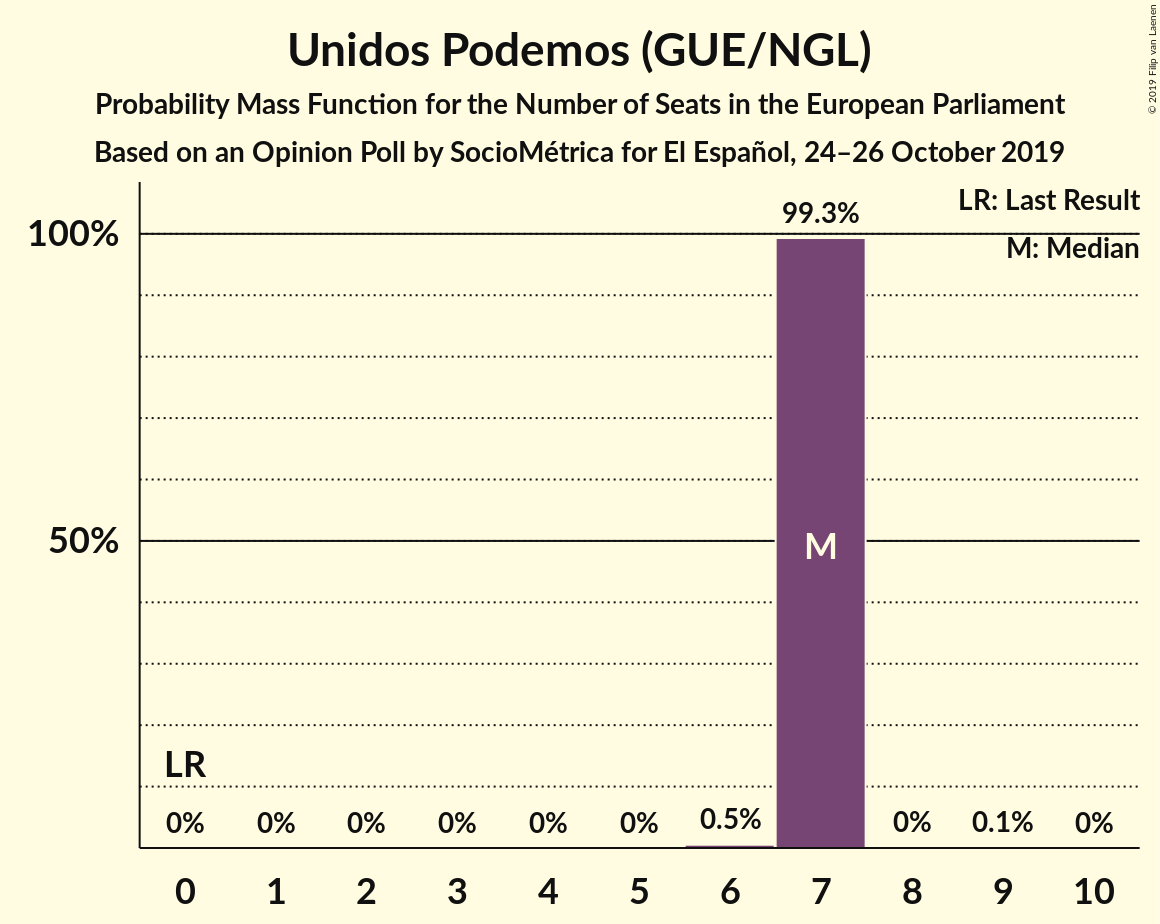 Unidos Podemos (GUE/NGL)
Probability Mass Function for the Number of Seats in the European Parliament
Based on an Opinion Poll by SocioMétrica for El Español, 24–26 October 2019
© 2019 Filip van Laenen
LR: Last Result
M: Median
99.3%
100%
50%
M
LR
0% 0% 0% 0% 0% 0% 0.5% 0% 0.1% 0%
0 1 2 3 4 5 6 7 8 9 10